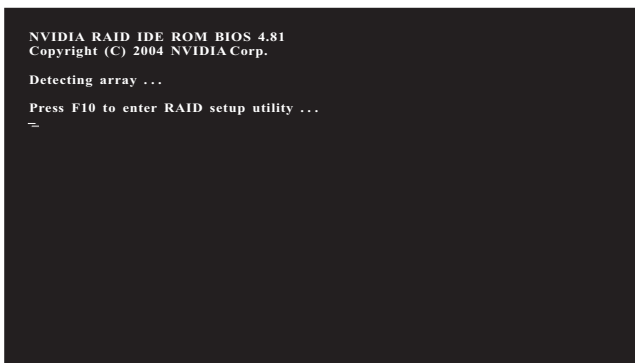 NVIDIA RAID IDE ROM BIOS 4.81
Copyright (C) 2004 NVIDIA Corp.
Detecting array ...
Press F10 to enter RAID setup utility ...